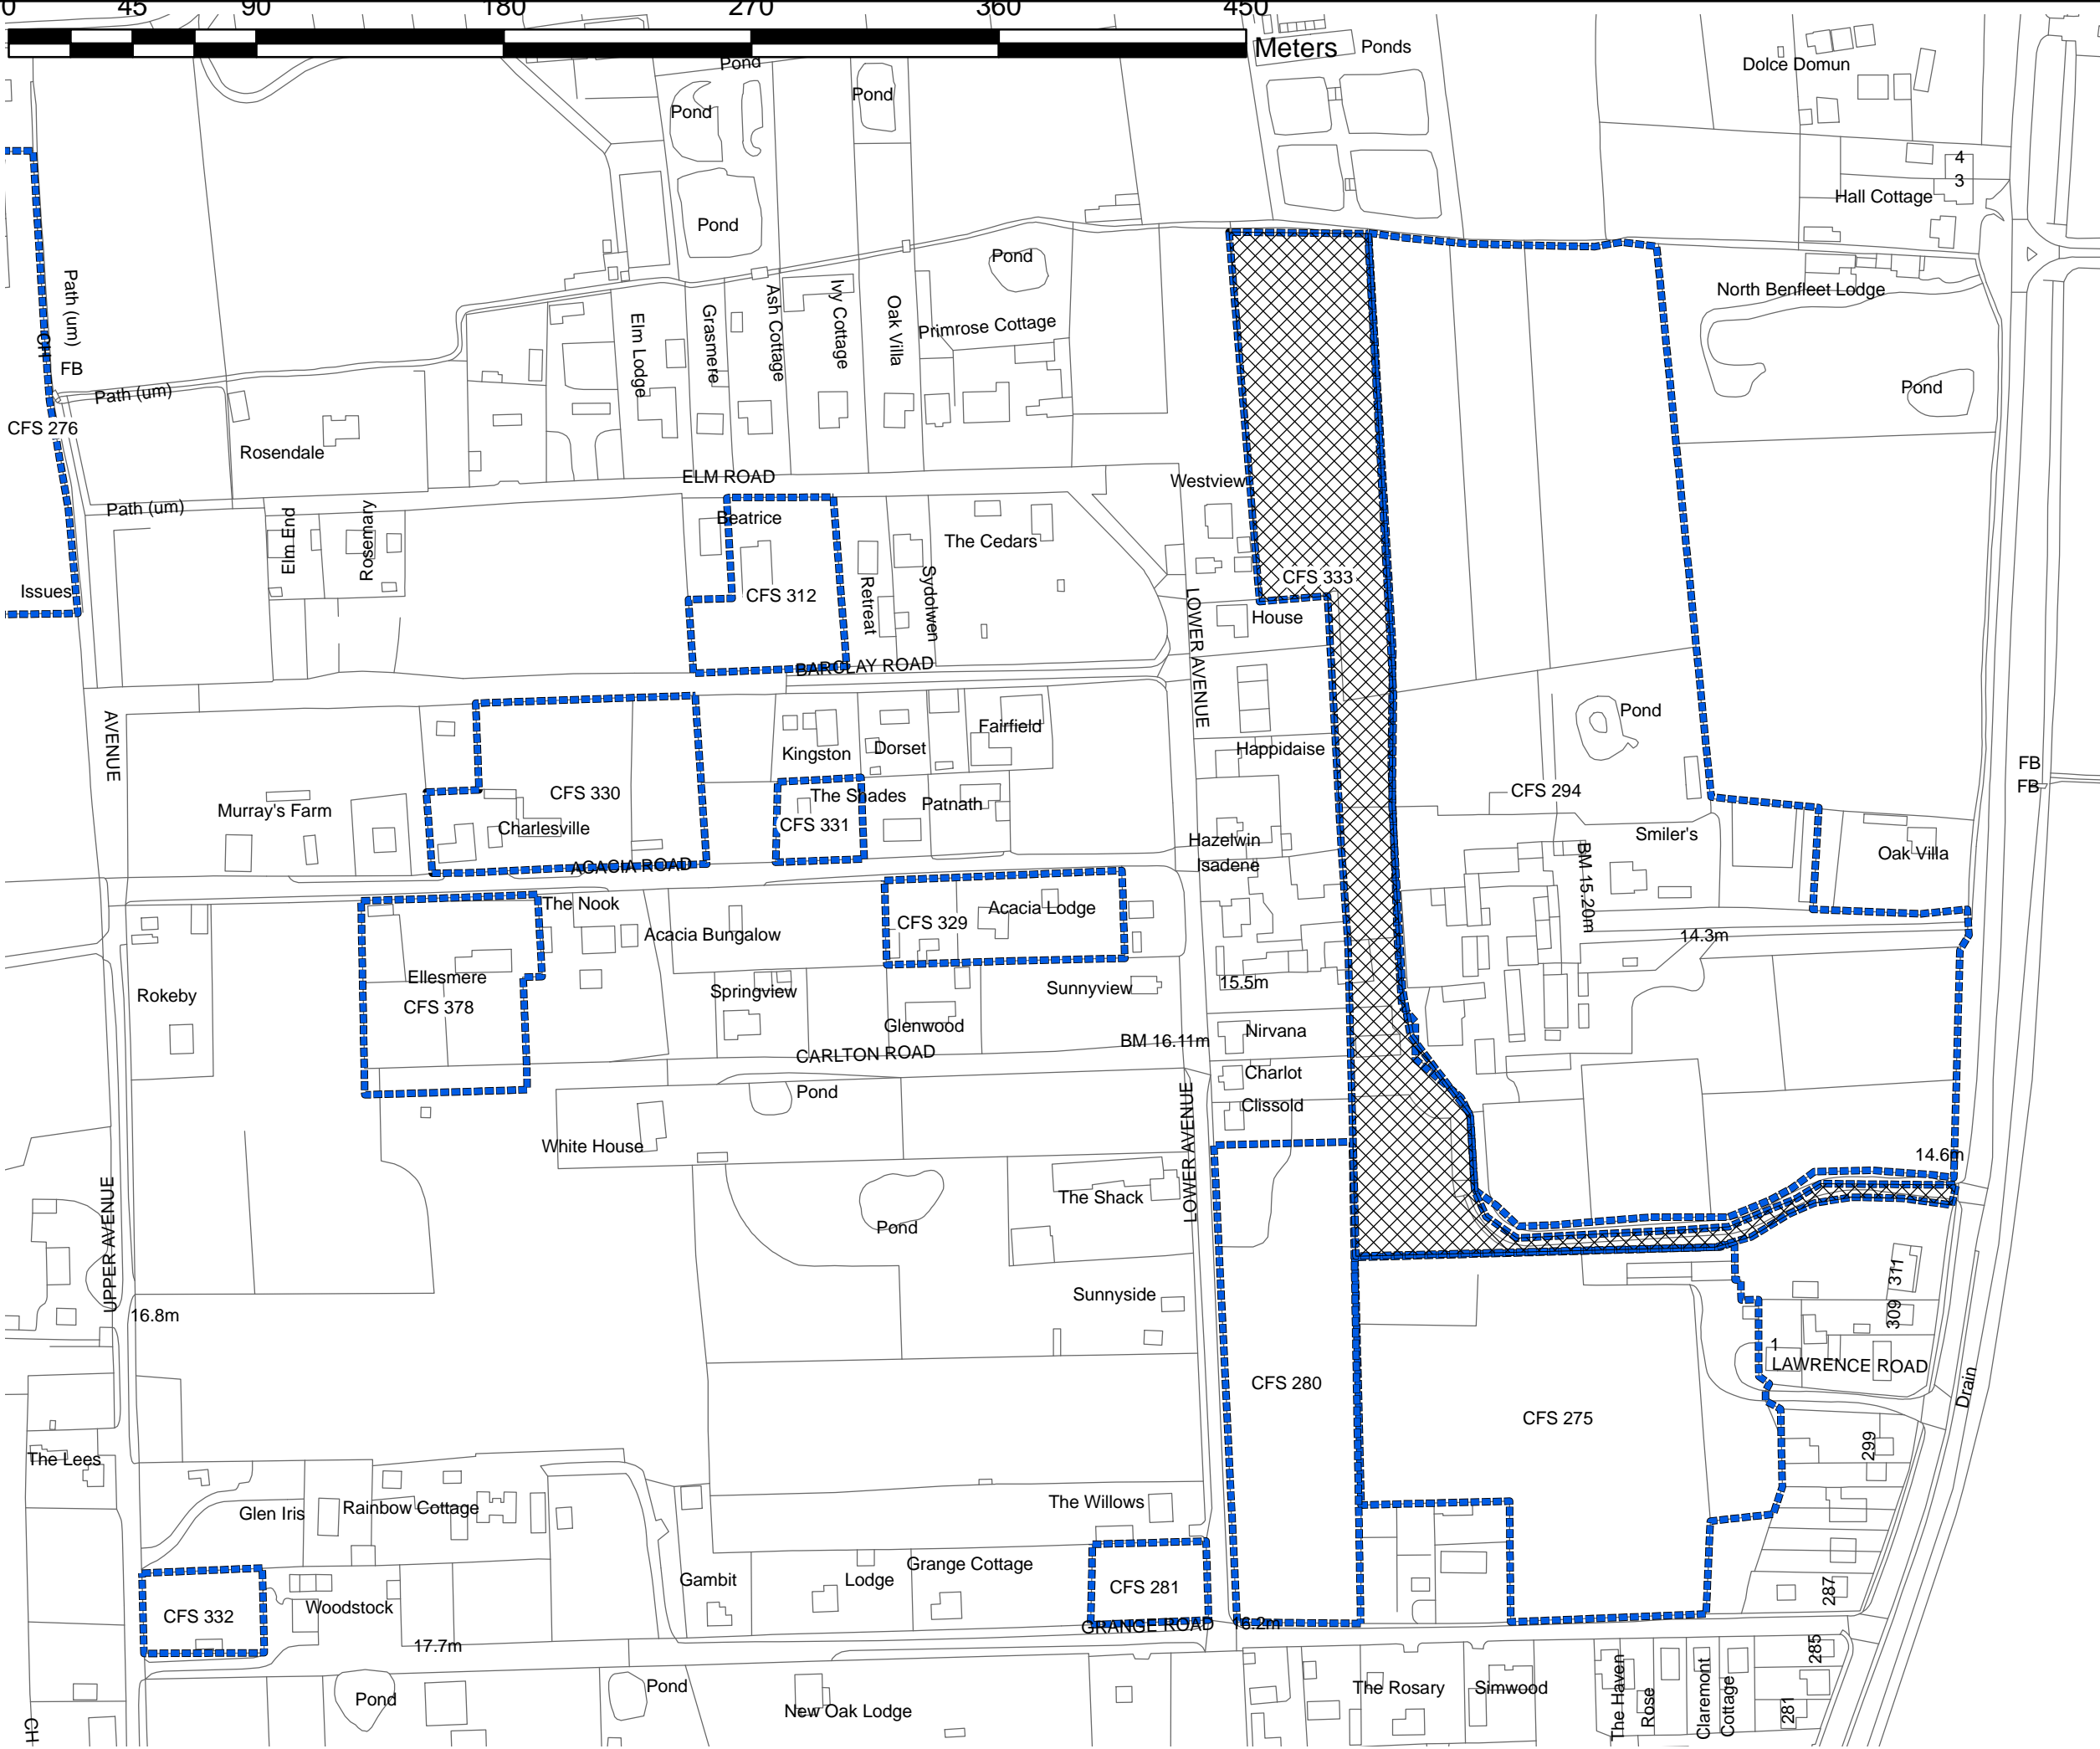 0 45 90 180 270 360 450
Meters
Ponds
Pond
Dolce Domun
Pond
Pond
4
3
Hall Cottage
Pond
Path (um)
Pond
North Benfleet Lodge
Ash Cottage
Ivy Cottage
Oak Villa
Elm Lodge
Grasmere
Primrose Cottage
CH
FB
Path (um)
Pond
CFS 276
Rosendale
ELM ROAD
Westview
Path (um)
Elm End
Rosemary
Beatrice
The Cedars
CFS 333
Issues
CFS 312
Retreat
Sydolwen
House
LOWER AVENUE
BARCLAY ROAD
Pond
AVENUE
Fairfield
Kingston
Dorset
Happidaise
FB
FB
CFS 330
The Shades
Patnath
CFS 294
Murray's Farm
Charlesville
CFS 331
Smiler's
Hazelwin
Oak Villa
ACACIA ROAD
Isadene
BM 15.20m
The Nook
Acacia Lodge
CFS 329
Acacia Bungalow
14.3m
Ellesmere
Rokeby
Springview
Sunnyview
15.5m
CFS 378
Glenwood
Nirvana
BM 16.11m
CARLTON ROAD
Charlot
Pond
Clissold
LOWER AVENUE
White House
14.6m
The Shack
UPPER AVENUE
Pond
311
Sunnyside
16.8m
309
1
LAWRENCE ROAD
CFS 280
Drain
CFS 275
299
The Lees
The Willows
Rainbow Cottage
Glen Iris
Grange Cottage
Gambit
Lodge
CFS 281
287
Woodstock
CFS 332
GRANGE ROAD
16.2m
17.7m
285
Pond
The Rosary
Simwood
The Haven
Rose
Claremont
Cottage
Pond
New Oak Lodge
281
CH